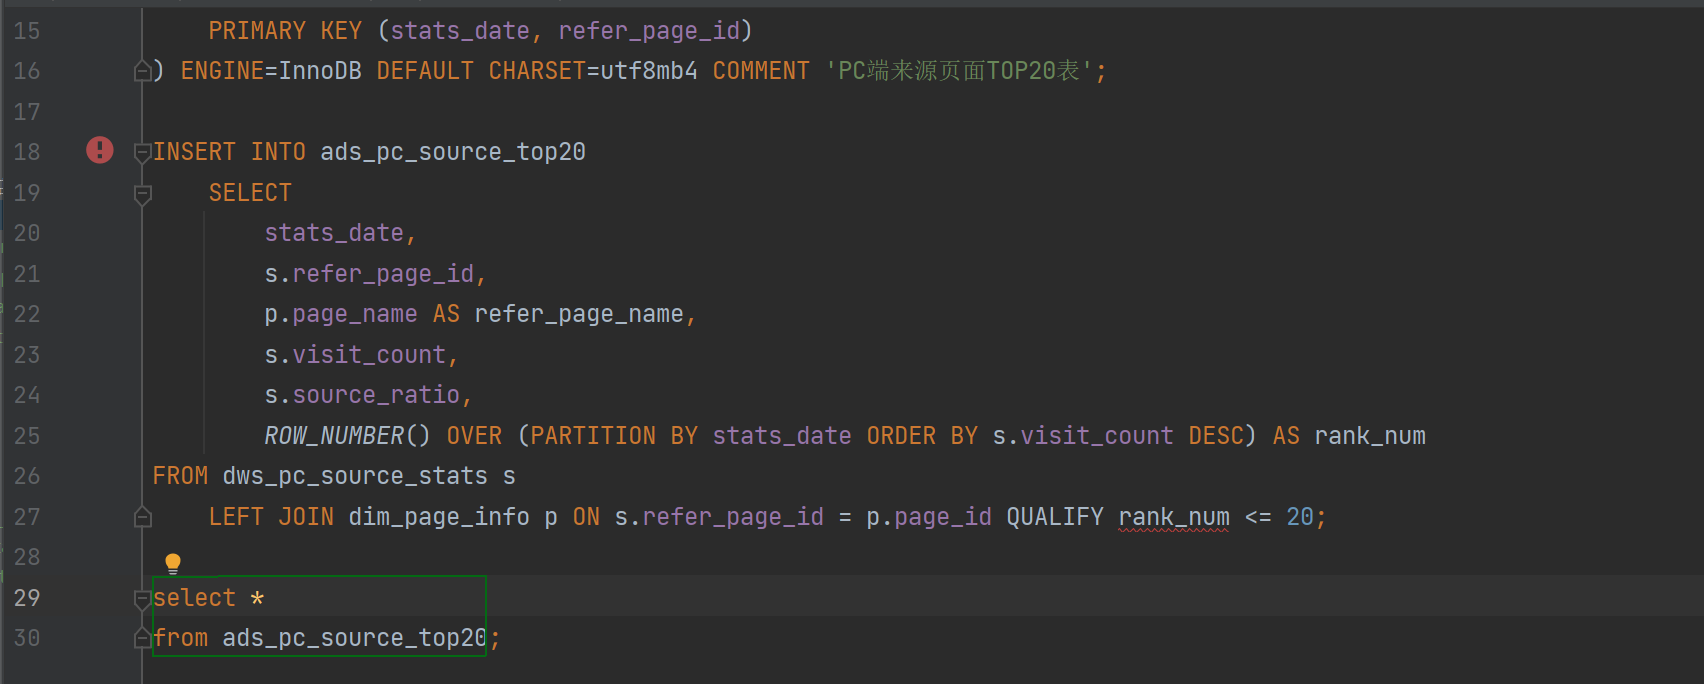 15 PRIMARY KEY (stats_date, refer_page_id)
16 ) ENGINE=InnoDB DEFAULT CHARSET=utf8mb4 COMMENT 'PC端来源页面TOP20表';
17
18 INSERT INTO ads_pc_source_top20
19 SELECT
20 stats_date,
21 s.refer_page_id,
22 p.page_name AS refer_page_name,
23 s.visit_count,
24 s.source_ratio,
25 ROW_NUMBER() OVER (PARTITION BY stats_date ORDER BY s.visit_count DESC) AS rank_num
26 FROM dws_pc_source_stats s
27 LEFT JOIN dim_page_info p ON s.refer_page_id = p.page_id QUALIFY rank_num <= 20;
28
29 select *
30 from ads_pc_source_top20;